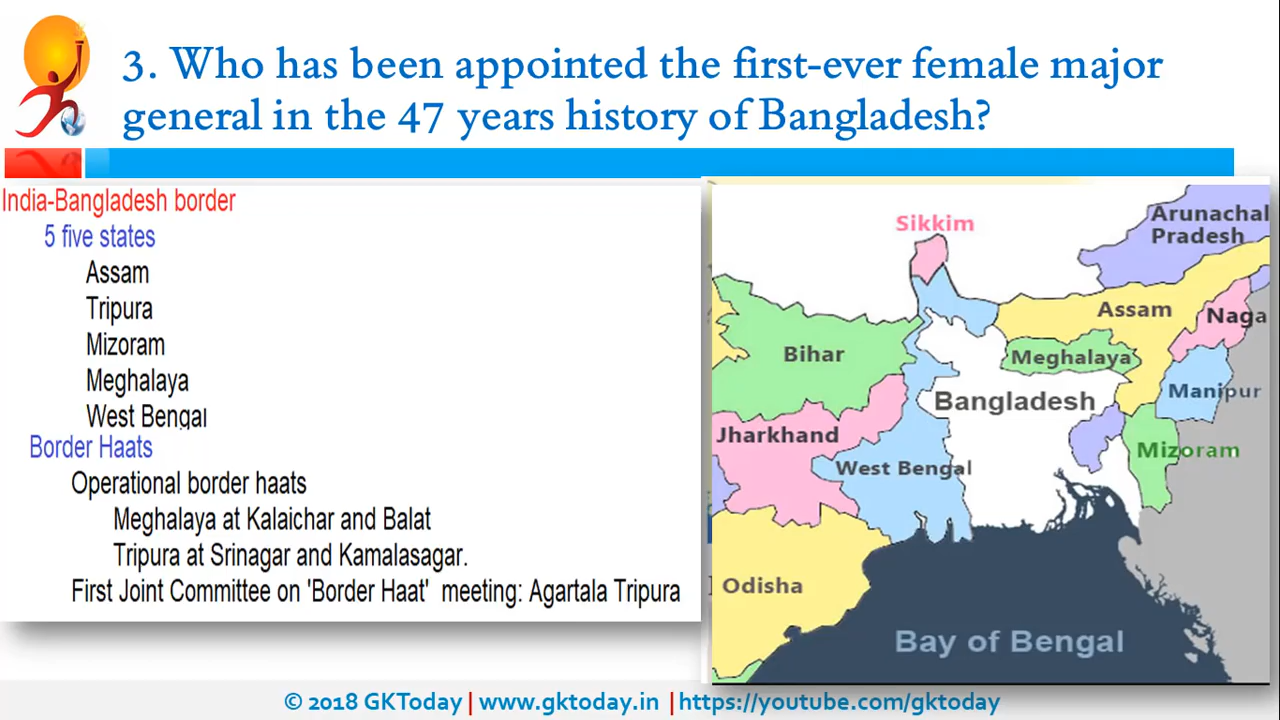 3. Who has been appointed the first-ever female major
general in the 47 years history of Bangladesh?
India-Bangladesh border
5 five states
Assam
Tripura
Mizoram
Meghalaya
West Bengal
Border Haats
Operational border haats
Meghalaya at Kalaichar and Balat
Tripura at Srinagar and Kamalasagar.
First Joint Committee on 'Border Haat' meeting: Agartala Tripura
Sikkim
Arunachal
Pradesh
Assam
Naga
Bihar
Meghalaya
Manipur
Bangladesh
Jharkhand
Mizoram
West Bengal
Odisha
Bay of Bengal
© 2018 GKToday | www.gktoday.in | https://youtube.com/gktoday